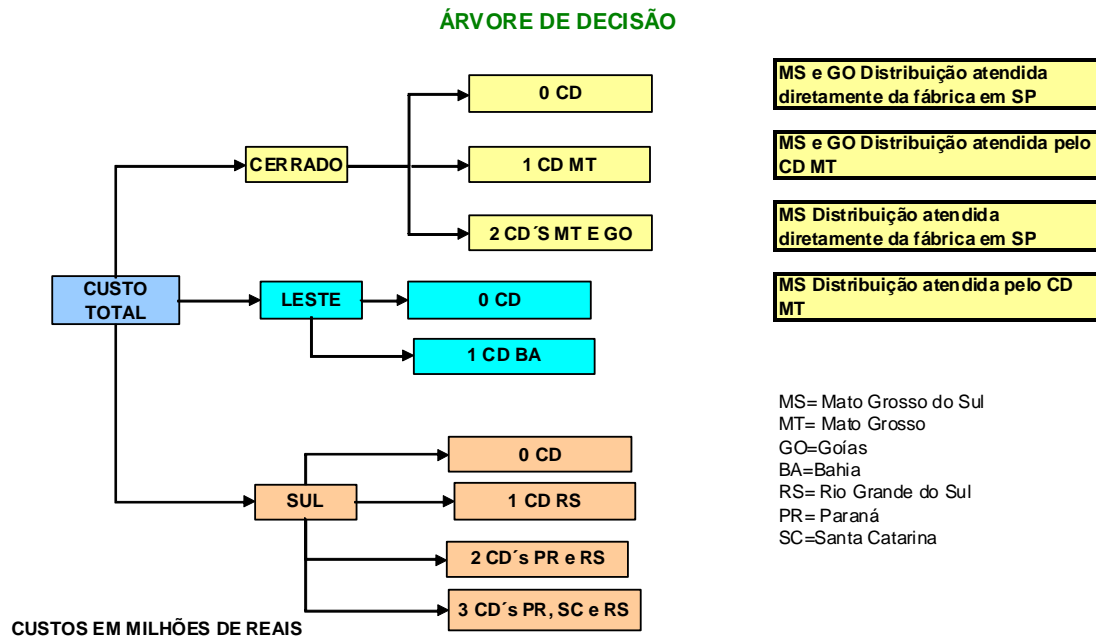 ÁRVORE DE DECISÃO
0 CD
1 CD MT
2 CD´S MT E GO
CERRADO
CUSTO
TOTAL
LESTE
0 CD
1 CD BA
SUL
0 CD
1 CD RS
2 CD´s PR e RS
3 CD´s PR, SC e RS
MS e GO Distribuição atendida
diretamente da fábrica em SP
MS e GO Distribuição atendida pelo
CD MT
MS Distribuição atendida
diretamente da fábrica em SP
MS Distribuição atendida pelo CD
MT
MS= Mato Grosso do Sul
MT= Mato Grosso
GO=Goías
BA=Bahia
RS= Rio Grande do Sul
PR= Paraná
SC=Santa Catarina
CUSTOS EM MILHÕES DE REAIS